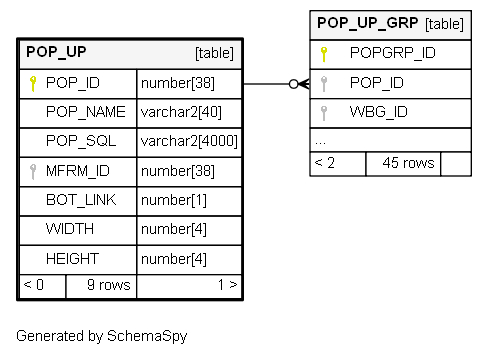 POP_UP [table]
POP_ID number[38]
POP_NAME varchar2[40]
POP_SQL varchar2[4000]
MFRM_ID number[38]
BOT_LINK number[1]
WIDTH number[4]
HEIGHT number[4]
< 0 9 rows 1 >
POP_UP_GRP [table]
POPGRP_ID
POP_ID
WBG_ID
...
< 2 45 rows
Generated by SchemaSpy